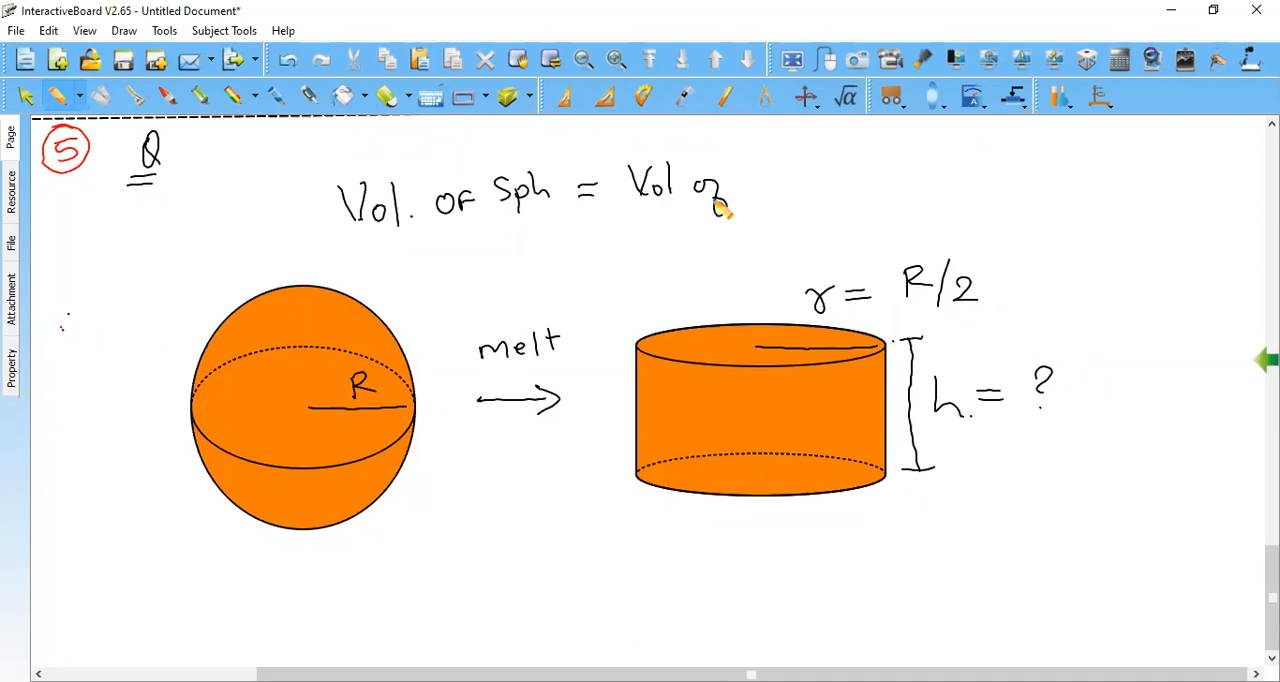 InteractiveBoard V2.65 - Untitled Document*
File Edit View Draw Tools Subject Tools Help
Page
Resource
File
Attachment
Property
5 Q
Vol. OF Sph = Vol of
r = R/2
melt
R
h. = ?